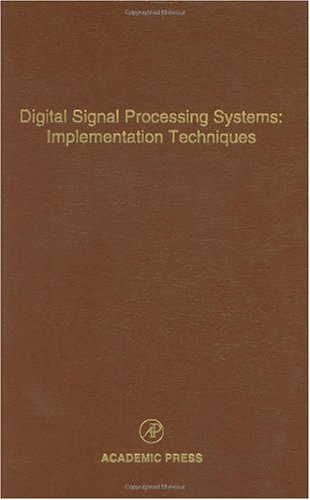 Digital Signal Processing Systems:
Implementation Techniques
AP
ACADEMIC PRESS